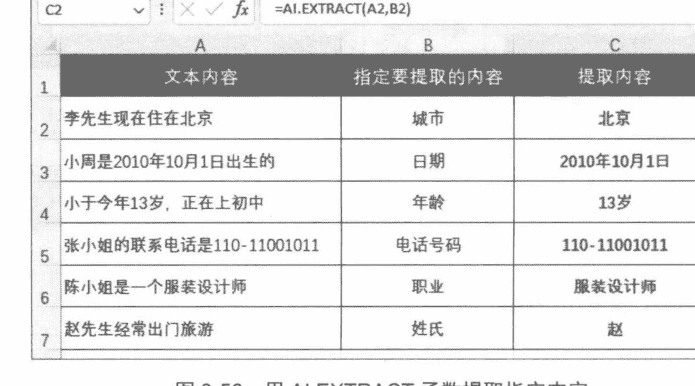 C2 fx =AI.EXTRACT(A2,B2)
A B C
1 文本内容 指定要提取的内容 提取内容
2 李先生现在住在北京 城市 北京
3 小周是2010年10月1日出生的 日期 2010年10月1日
4 小于今年13岁，正在上初中 年龄 13岁
5 张小姐的联系电话是110-11001011 电话号码 110-11001011
6 陈小姐是一个服装设计师 职业 服装设计师
7 赵先生经常出门旅游 姓氏 赵